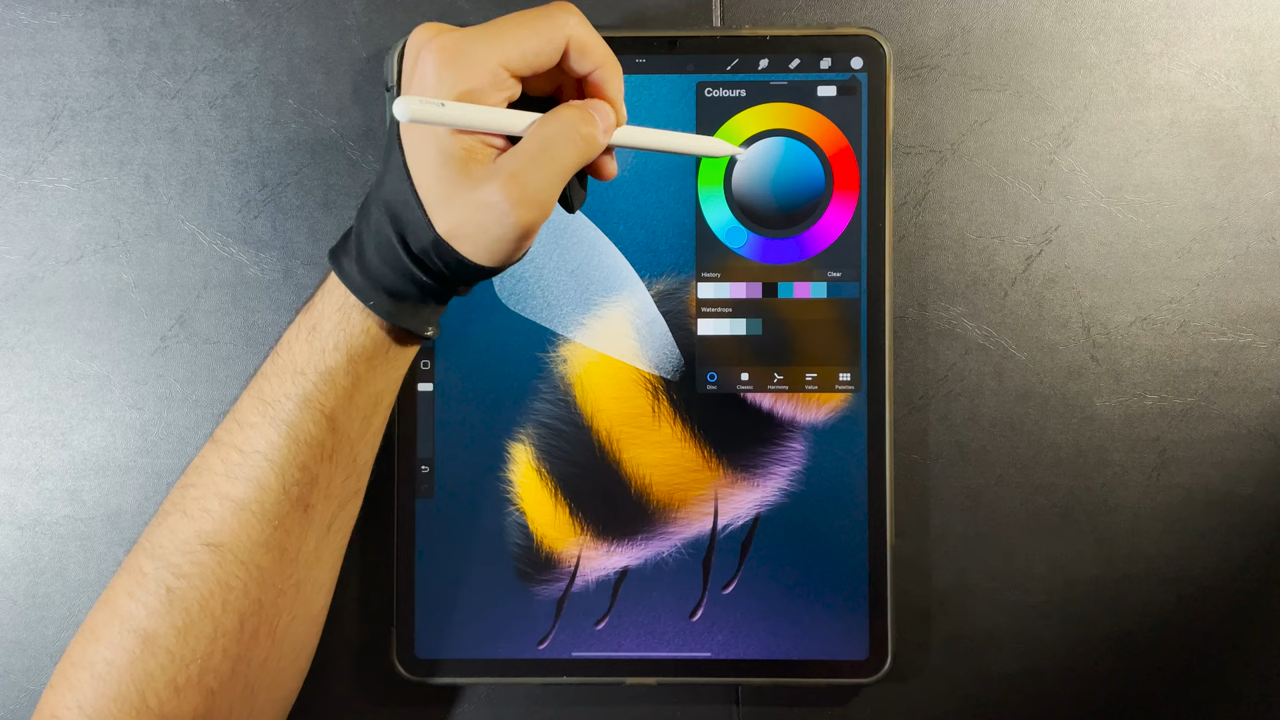 Colours
History Clear
Waterdrops
Disc Classic Harmony Value Palettes